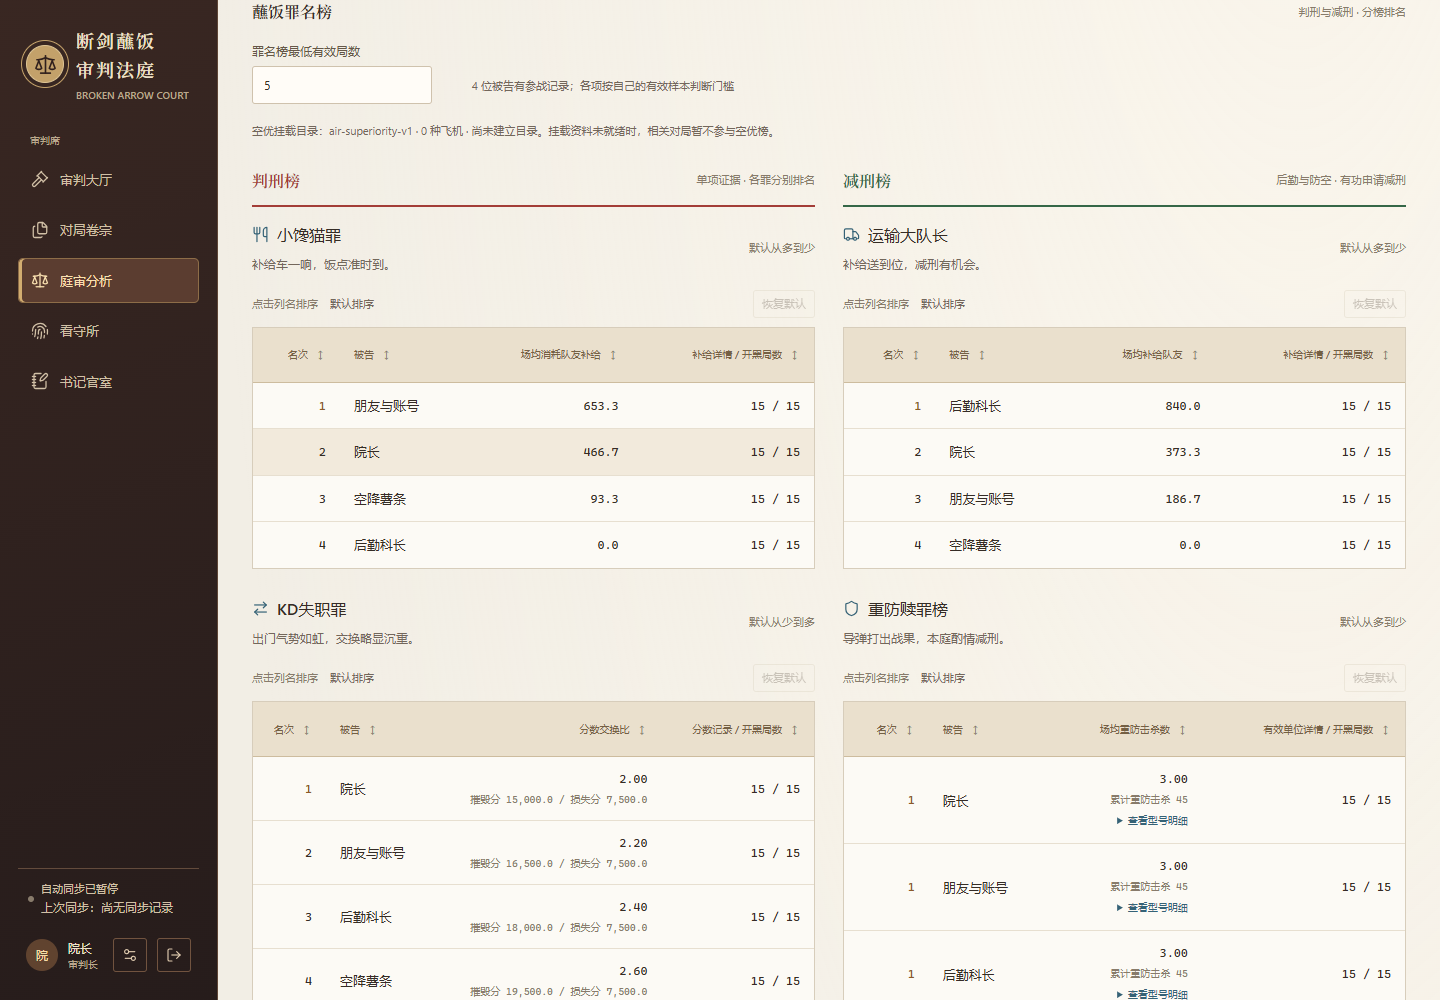 断剑蘸饭
审判法庭
BROKEN ARROW COURT
审判席
审判大厅
对局卷宗
庭审分析
看守所
书记官室
自动同步已暂停
上次同步：尚无同步记录
院
院长
审判长
蘸饭罪名榜
判刑与减刑 · 分榜排名
罪名榜最低有效局数
5
4 位被告有参战记录；各项按自己的有效样本判断门槛
空优挂载目录：air-superiority-v1 · 0 种飞机 · 尚未建立目录。挂载资料未就绪时，相关对局暂不参与空优榜。
判刑榜
单项证据 · 各罪分别排名
小馋猫罪
默认从多到少
补给车一响，饭点准时到。
点击列名排序 默认排序
恢复默认
名次 ↕ 被告 ↕ 场均消耗队友补给 ↕ 补给详情 / 开黑局数 ↕
1 朋友与账号 653.3 15 / 15
2 院长 466.7 15 / 15
3 空降薯条 93.3 15 / 15
4 后勤科长 0.0 15 / 15
KD失职罪
默认从少到多
出门气势如虹，交换略显沉重。
点击列名排序 默认排序
恢复默认
名次 ↕ 被告 ↕ 分数交换比 ↕ 分数记录 / 开黑局数 ↕
1 院长 2.00 15 / 15
摧毁分 15,000.0 / 损失分 7,500.0
2 朋友与账号 2.20 15 / 15
摧毁分 16,500.0 / 损失分 7,500.0
3 后勤科长 2.40 15 / 15
摧毁分 18,000.0 / 损失分 7,500.0
4 空降薯条 2.60 15 / 15
摧毁分 19,500.0 / 损失分 7,500.0
减刑榜
后勤与防空 · 有功申请减刑
运输大队长
默认从多到少
补给送到位，减刑有机会。
点击列名排序 默认排序
恢复默认
名次 ↕ 被告 ↕ 场均补给队友 ↕ 补给详情 / 开黑局数 ↕
1 后勤科长 840.0 15 / 15
2 院长 373.3 15 / 15
3 朋友与账号 186.7 15 / 15
4 空降薯条 0.0 15 / 15
重防赎罪榜
默认从多到少
导弹打出战果，本庭酌情减刑。
点击列名排序 默认排序
恢复默认
名次 ↕ 被告 ↕ 场均重防击杀数 ↕ 有效单位详情 / 开黑局数 ↕
1 院长 3.00 15 / 15
累计重防击杀 45
▶ 查看型号明细
1 朋友与账号 3.00 15 / 15
累计重防击杀 45
▶ 查看型号明细
1 后勤科长 3.00 15 / 15
累计重防击杀 45
▶ 查看型号明细